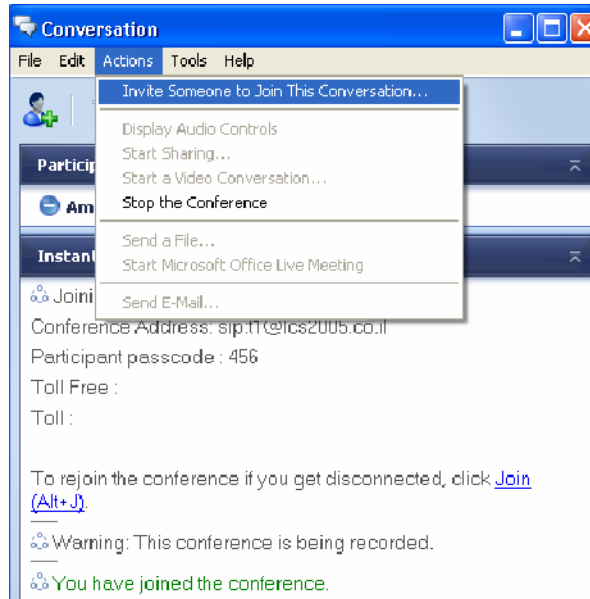 Conversation
File Edit Actions Tools Help
Invite Someone to Join This Conversation...
Display Audio Controls
Start Sharing...
Start a Video Conversation...
Stop the Conference
Send a File...
Start Microsoft Office Live Meeting
Send E-Mail...
Particip
Am
Instant
Joini
Conference Address: sip:t1@lcs2005.co.il
Participant passcode : 456
Toll Free :
Toll :
To rejoin the conference if you get disconnected, click Join
(Alt+J).
Warning: This conference is being recorded.
You have joined the conference.